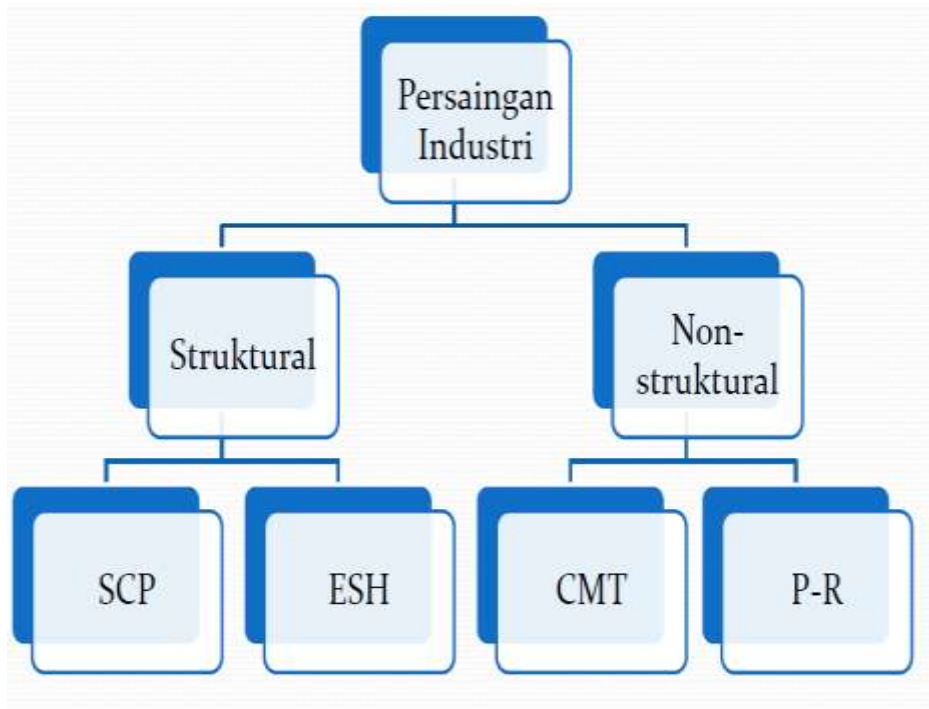 Persaingan
Industri
Struktural
Non-
struktural
SCP
ESH
CMT
P-R